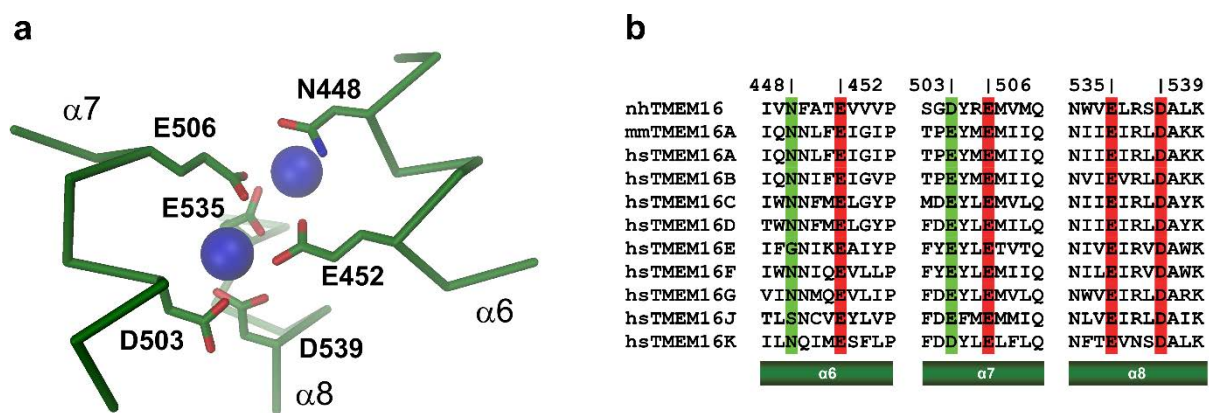 a
N448
α7
E506
E535
E452
α6
D503
D539
α8
b
448| |452 503| |506 535| |539
nhTMEM16 IVNFATEVVVP SGDYREMVMQ NWVELRSDALK
mmTMEM16A IQNNLFEIGIP TPEYMEMIIQ NIIEIRLDAKK
hsTMEM16A IQNNLFEIGIP TPEYMEMIIQ NIIEIRLDAKK
hsTMEM16B IQNNIFEIGVP TPEYMEMIIQ NVIEVRLDAKK
hsTMEM16C IWNNFMELGYP MDEYLEMVLQ NIIEIRLDAYK
hsTMEM16D TWNNFMELGYP FDEYLEMILQ NIIEIRLDAYK
hsTMEM16E IFGNIKEAIYP FYEYLETVTQ NIVEIRVDAWK
hsTMEM16F IWNNIQEVLLP FYEYLEMIIQ NILEIRVDAWK
hsTMEM16G VINNMQEVLIP FDEYLEMVLQ NWVEIRLDARK
hsTMEM16J TLSNCVEYLVP FDEFMEMMIQ NLVEIRLDAIK
hsTMEM16K ILNQIMESFLP FDDYLELFLQ NFTEVNSDALK
α6 α7 α8